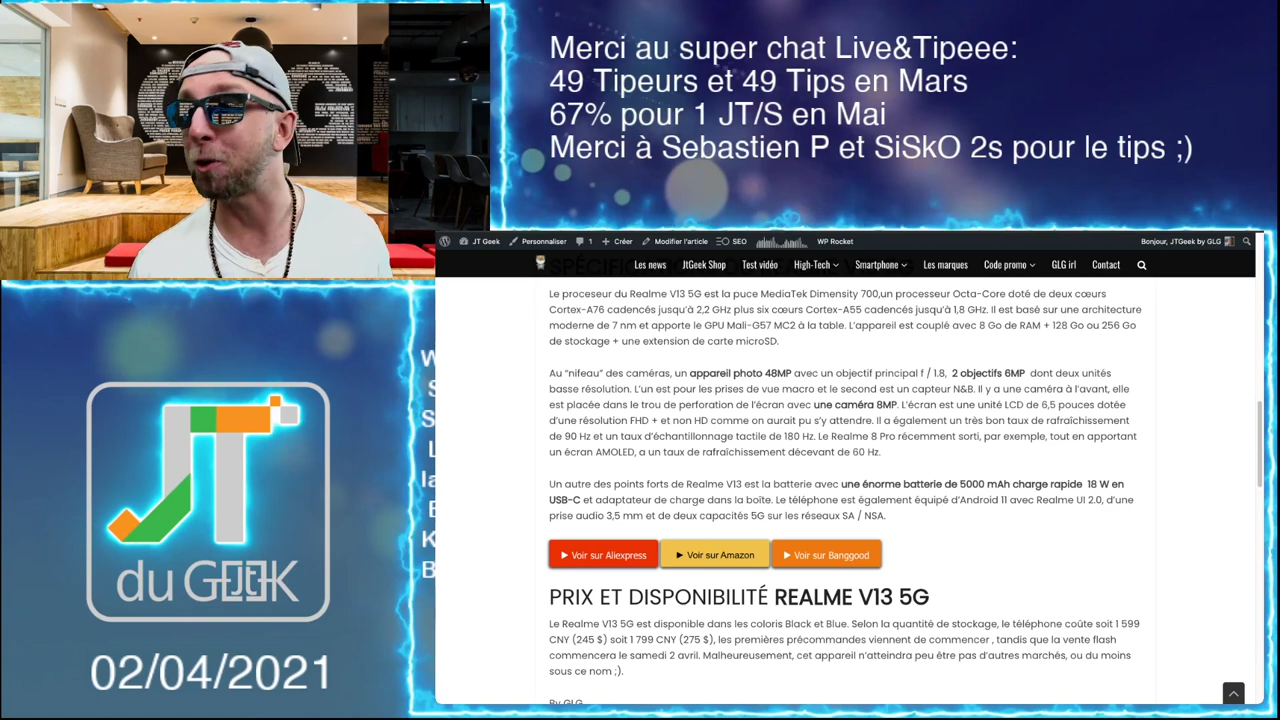 Merci au super chat Live&Tipeee:
49 Tipeurs et 49 Tips en Mars
67% pour 1 JT/S en Mai
Merci à Sebastien P et SiSkO 2s pour le tips ;)
JT Geek Personnaliser 1 Créer Modifier l'article SEO WP Rocket Bonjour, JTGeek by GLG
Les news JtGeek Shop Test vidéo High-Tech Smartphone Les marques Code promo GLG irl Contact
Le proceseur du Realme V13 5G est la puce MediaTek Dimensity 700,un processeur Octa-Core doté de deux cœurs
Cortex-A76 cadencés jusqu'à 2,2 GHz plus six cœurs Cortex-A55 cadencés jusqu'à 1,8 GHz. Il est basé sur une architecture
moderne de 7 nm et apporte le GPU Mali-G57 MC2 à la table. L'appareil est couplé avec 8 Go de RAM + 128 Go ou 256 Go
de stockage + une extension de carte microSD.
Au "nifeau" des caméras, un appareil photo 48MP avec un objectif principal f / 1.8, 2 objectifs 6MP dont deux unités
basse résolution. L'un est pour les prises de vue macro et le second est un capteur N&B. Il y a une caméra à l'avant, elle
est placée dans le trou de perforation de l'écran avec une caméra 8MP. L'écran est une unité LCD de 6,5 pouces dotée
d'une résolution FHD + et non HD comme on aurait pu s'y attendre. Il a également un très bon taux de rafraîchissement
de 90 Hz et un taux d'échantillonnage tactile de 180 Hz. Le Realme 8 Pro récemment sorti, par exemple, tout en apportant
un écran AMOLED, a un taux de rafraîchissement décevant de 60 Hz.
Un autre des points forts de Realme V13 est la batterie avec une énorme batterie de 5000 mAh charge rapide 18 W en
USB-C et adaptateur de charge dans la boîte. Le téléphone est également équipé d'Android 11 avec Realme UI 2.0, d'une
prise audio 3,5 mm et de deux capacités 5G sur les réseaux SA / NSA.
Voir sur Aliexpress Voir sur Amazon Voir sur Banggood
PRIX ET DISPONIBILITÉ REALME V13 5G
Le Realme V13 5G est disponible dans les coloris Black et Blue. Selon la quantité de stockage, le téléphone coûte soit 1 599
CNY (245 $) soit 1 799 CNY (275 $), les premières précommandes viennent de commencer , tandis que la vente flash
commencera le samedi 2 avril. Malheureusement, cet appareil n'atteindra peu être pas d'autres marchés, ou du moins
sous ce nom ;).
By GLG
JT
du GEEK
02/04/2021